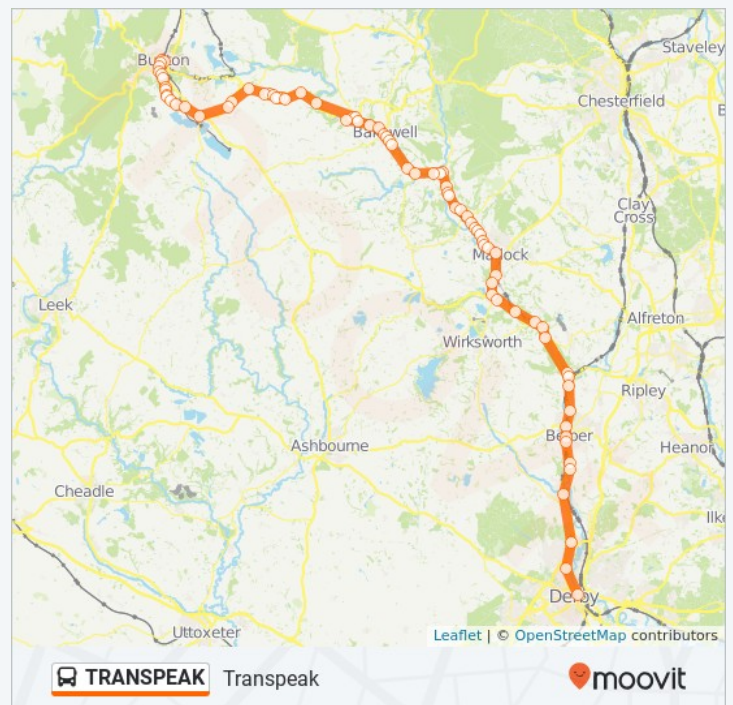 Staveley
Buxton
Chesterfield
Bakewell
Clay
Cross
Matlock
Leek
Alfreton
Wirksworth
Ripley
Ashbourne
Belper
Heanor
Cheadle
Ilke
Derby
Uttoxeter
Leaflet | © OpenStreetMap contributors
TRANSPEAK Transpeak
moovit